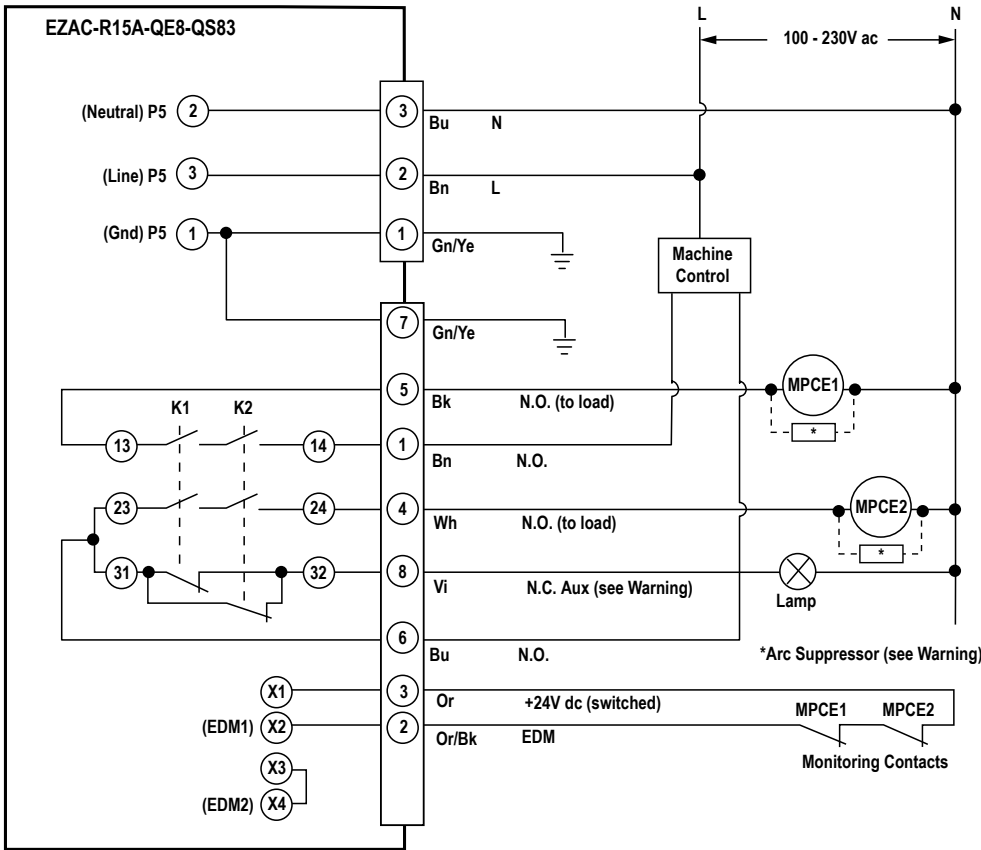 EZAC-R15A-QE8-QS83
L
N
100 - 230V ac
(Neutral) P5 2
3
Bu N
(Line) P5 3
2
Bn L
(Gnd) P5 1
1
Gn/Ye
Machine
Control
7
Gn/Ye
5
Bk N.O. (to load)
MPCE1
*
K1 K2
13
14
1
Bn N.O.
23
24
4
Wh N.O. (to load)
MPCE2
*
31
32
8
Vi N.C. Aux (see Warning)
Lamp
6
Bu N.O.
*Arc Suppressor (see Warning)
X1
3
Or +24V dc (switched)
MPCE1 MPCE2
(EDM1) X2
2
Or/Bk EDM
Monitoring Contacts
X3
(EDM2) X4